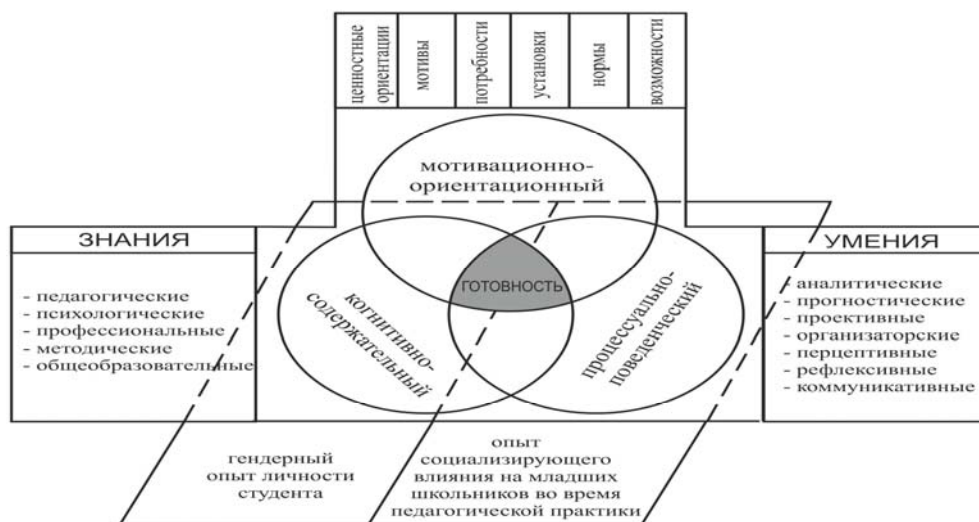 ценностные
ориентации
мотивы
потребности
установки
нормы
возможности
мотивационно-
ориентационный
ЗНАНИЯ
- педагогические
- психологические
- профессиональные
- методические
- общеобразовательные
ГОТОВНОСТЬ
когнитивно-
содержательный
процессуально-
поведенческий
УМЕНИЯ
- аналитические
- прогностические
- проективные
- организаторские
- перцептивные
- рефлексивные
- коммуникативные
гендерный
опыт личности
студента
опыт
социализирующего
влияния на младших
школьников во время
педагогической практики